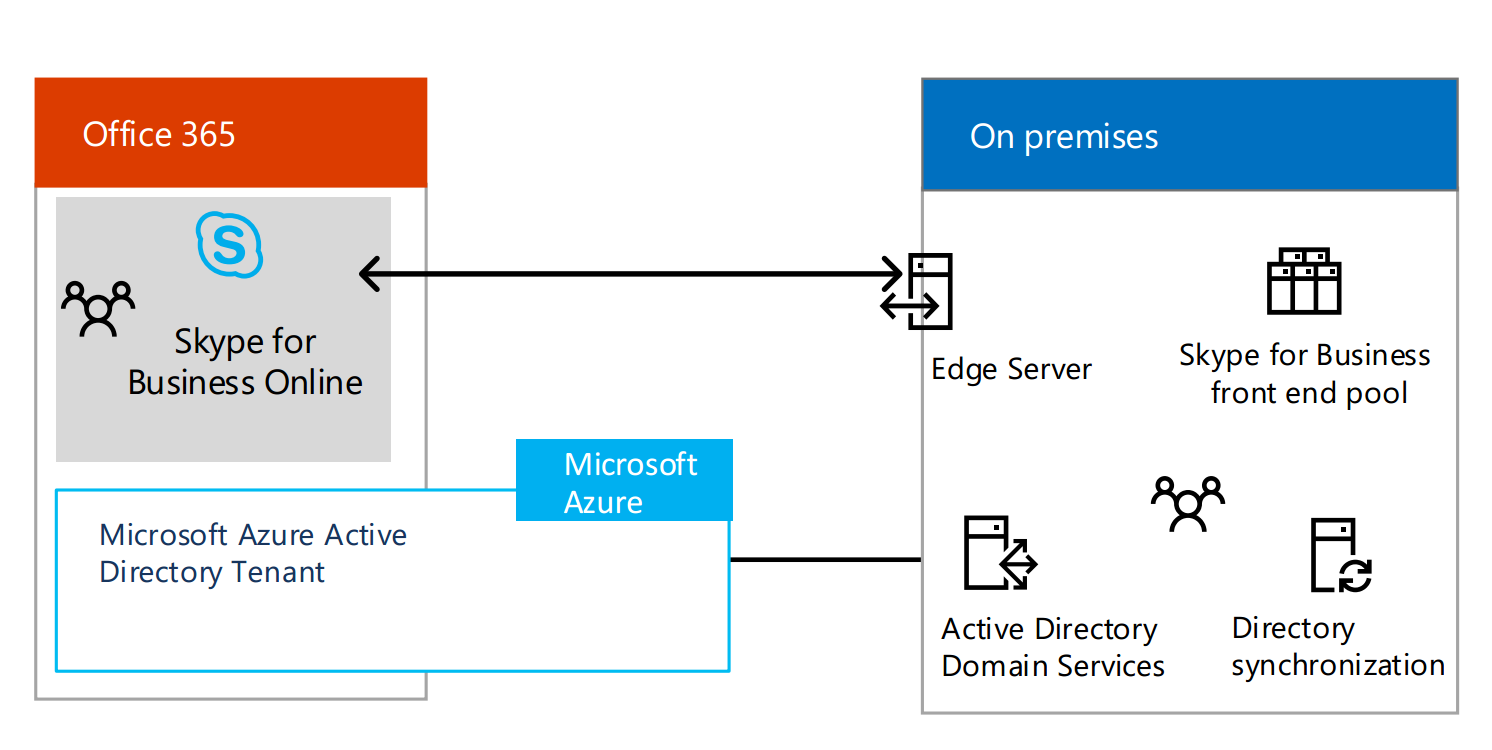 Office 365
On premises
Skype for
Business Online
Edge Server
Skype for Business
front end pool
Microsoft
Azure
Microsoft Azure Active
Directory Tenant
Active Directory
Domain Services
Directory
synchronization